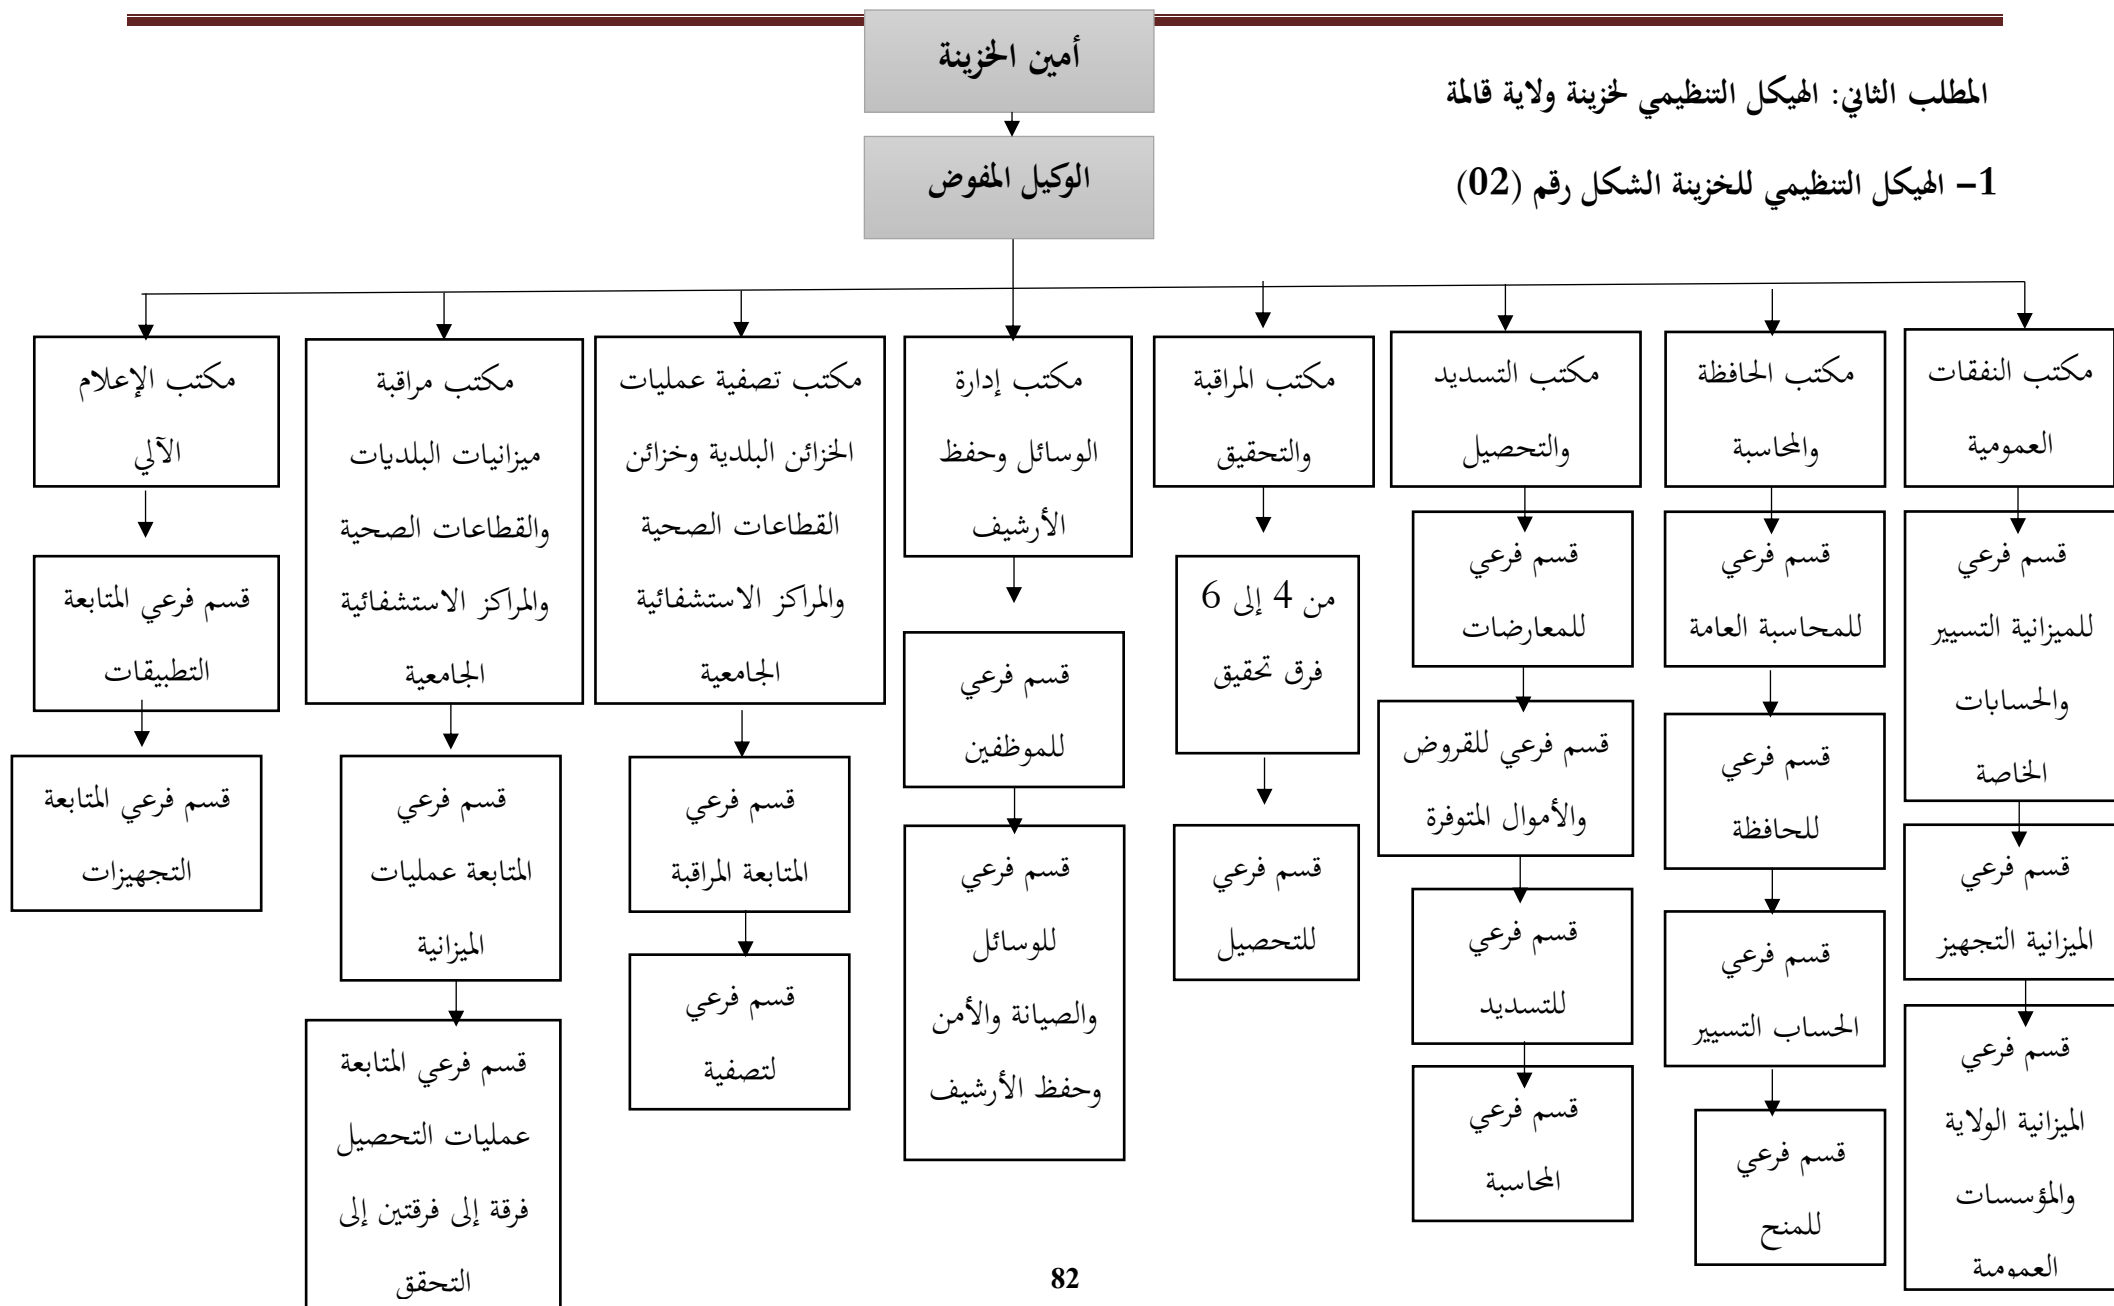 أمين الخزينة
المطلب الثاني: الهيكل التنظيمي لخزينة ولاية قالمة
الوكيل المفوض
1– الهيكل التنظيمي للخزينة الشكل رقم (02)
مكتب النفقات
العمومية
قسم فرعي
للميزانية التسيير
والحسابات
الخاصة
قسم فرعي
الميزانية التجهيز
قسم فرعي
الميزانية الولاية
والمؤسسات
العمومية
مكتب الحافظة
والمحاسبة
قسم فرعي
للمحاسبة العامة
قسم فرعي
للحافظة
قسم فرعي
الحساب التسيير
قسم فرعي
للمنح
مكتب التسديد
والتحصيل
قسم فرعي
للمعارضات
قسم فرعي للقروض
والأموال المتوفرة
قسم فرعي
للتسديد
قسم فرعي
المحاسبة
مكتب المراقبة
والتحقيق
من 4 إلى 6
فرق تحقيق
قسم فرعي
للتحصيل
مكتب إدارة
الوسائل وحفظ
الأرشيف
قسم فرعي
للموظفين
قسم فرعي
للوسائل
والصيانة والأمن
وحفظ الأرشيف
مكتب تصفية عمليات
الخزائن البلدية وخزائن
القطاعات الصحية
والمراكز الاستشفائية
الجامعية
قسم فرعي
المتابعة المراقبة
قسم فرعي
لتصفية
مكتب مراقبة
ميزانيات البلديات
والقطاعات الصحية
والمراكز الاستشفائية
الجامعية
قسم فرعي
المتابعة عمليات
الميزانية
قسم فرعي المتابعة
عمليات التحصيل
فرقة إلى فرقتين إلى
التحقق
مكتب الإعلام
الآلي
قسم فرعي المتابعة
التطبيقات
قسم فرعي المتابعة
التجهيزات
82